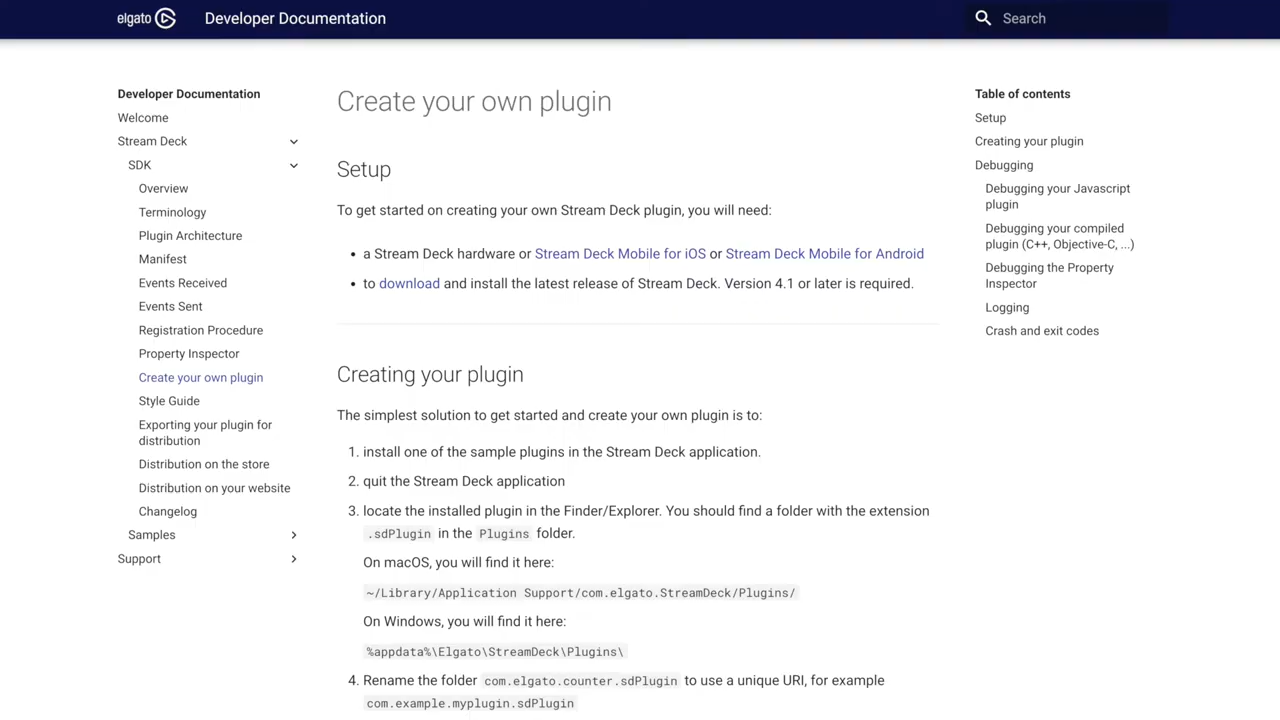 elgato Developer Documentation Search
Developer Documentation
Welcome
Stream Deck
SDK
Overview
Terminology
Plugin Architecture
Manifest
Events Received
Events Sent
Registration Procedure
Property Inspector
Create your own plugin
Style Guide
Exporting your plugin for
distribution
Distribution on the store
Distribution on your website
Changelog
Samples
Support
Create your own plugin
Setup
To get started on creating your own Stream Deck plugin, you will need:
• a Stream Deck hardware or Stream Deck Mobile for iOS or Stream Deck Mobile for Android
• to download and install the latest release of Stream Deck. Version 4.1 or later is required.
Creating your plugin
The simplest solution to get started and create your own plugin is to:
1. install one of the sample plugins in the Stream Deck application.
2. quit the Stream Deck application
3. locate the installed plugin in the Finder/Explorer. You should find a folder with the extension
.sdPlugin in the Plugins folder.
On macOS, you will find it here:
~/Library/Application Support/com.elgato.StreamDeck/Plugins/
On Windows, you will find it here:
%appdata%\Elgato\StreamDeck\Plugins\
4. Rename the folder com.elgato.counter.sdPlugin to use a unique URI, for example
com.example.myplugin.sdPlugin
Table of contents
Setup
Creating your plugin
Debugging
Debugging your Javascript
plugin
Debugging your compiled
plugin (C++, Objective-C, ...)
Debugging the Property
Inspector
Logging
Crash and exit codes